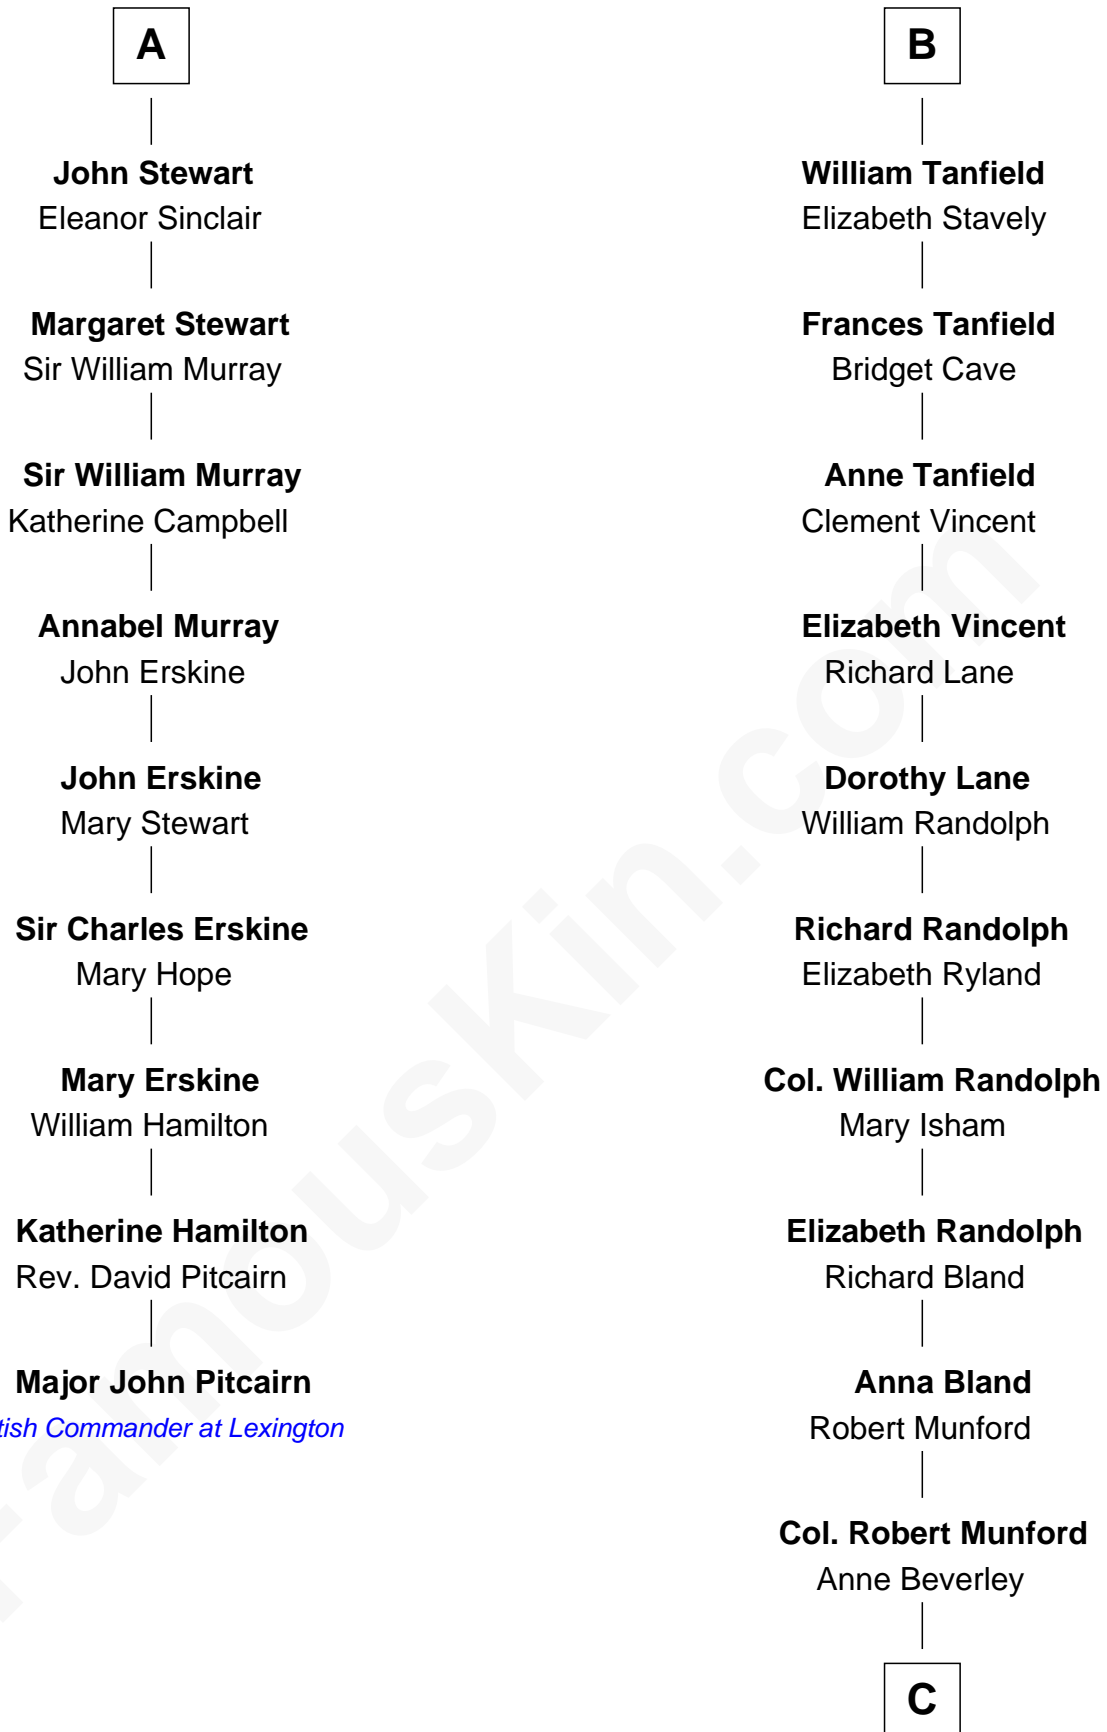 A
John Stewart
Eleanor Sinclair
Margaret Stewart
Sir William Murray
Sir William Murray
Katherine Campbell
Annabel Murray
John Erskine
John Erskine
Mary Stewart
Sir Charles Erskine
Mary Hope
Mary Erskine
William Hamilton
Katherine Hamilton
Rev. David Pitcairn
Major John Pitcairn
tish Commander at Lexington
B
William Tanfield
Elizabeth Stavely
Frances Tanfield
Bridget Cave
Anne Tanfield
Clement Vincent
Elizabeth Vincent
Richard Lane
Dorothy Lane
William Randolph
Richard Randolph
Elizabeth Ryland
Col. William Randolph
Mary Isham
Elizabeth Randolph
Richard Bland
Anna Bland
Robert Munford
Col. Robert Munford
Anne Beverley
C
FamousKin.com